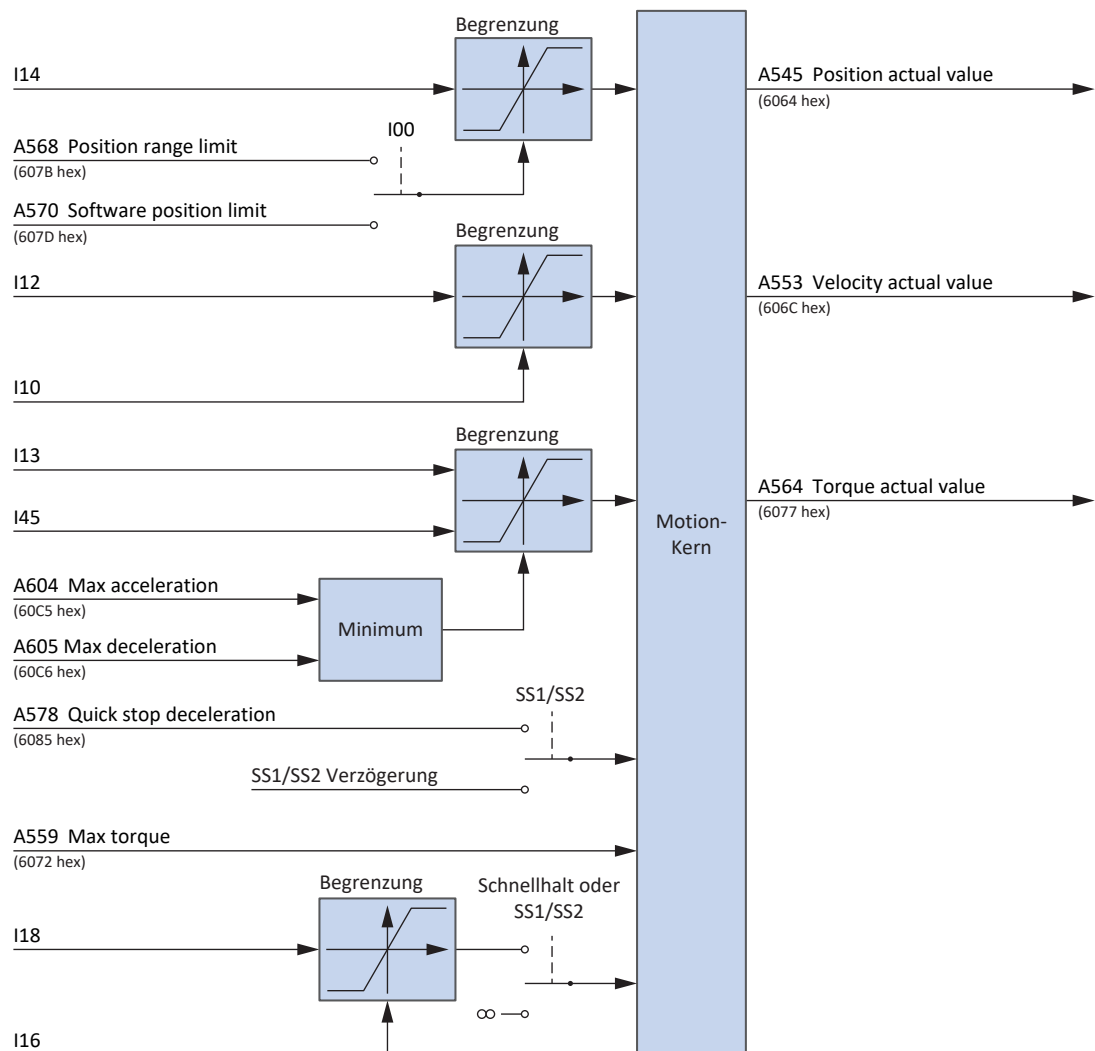 Begrenzung
I14
A545 Position actual value
(6064 hex)
I00
A568 Position range limit
(607B hex)
A570 Software position limit
(607D hex)
Begrenzung
I12
A553 Velocity actual value
(606C hex)
I10
Begrenzung
I13
A564 Torque actual value
(6077 hex)
I45
Motion-
Kern
A604 Max acceleration
(60C5 hex)
Minimum
A605 Max deceleration
(60C6 hex)
SS1/SS2
A578 Quick stop deceleration
(6085 hex)
SS1/SS2 Verzögerung
A559 Max torque
(6072 hex)
Begrenzung
Schnellhalt oder
SS1/SS2
I18
∞
I16